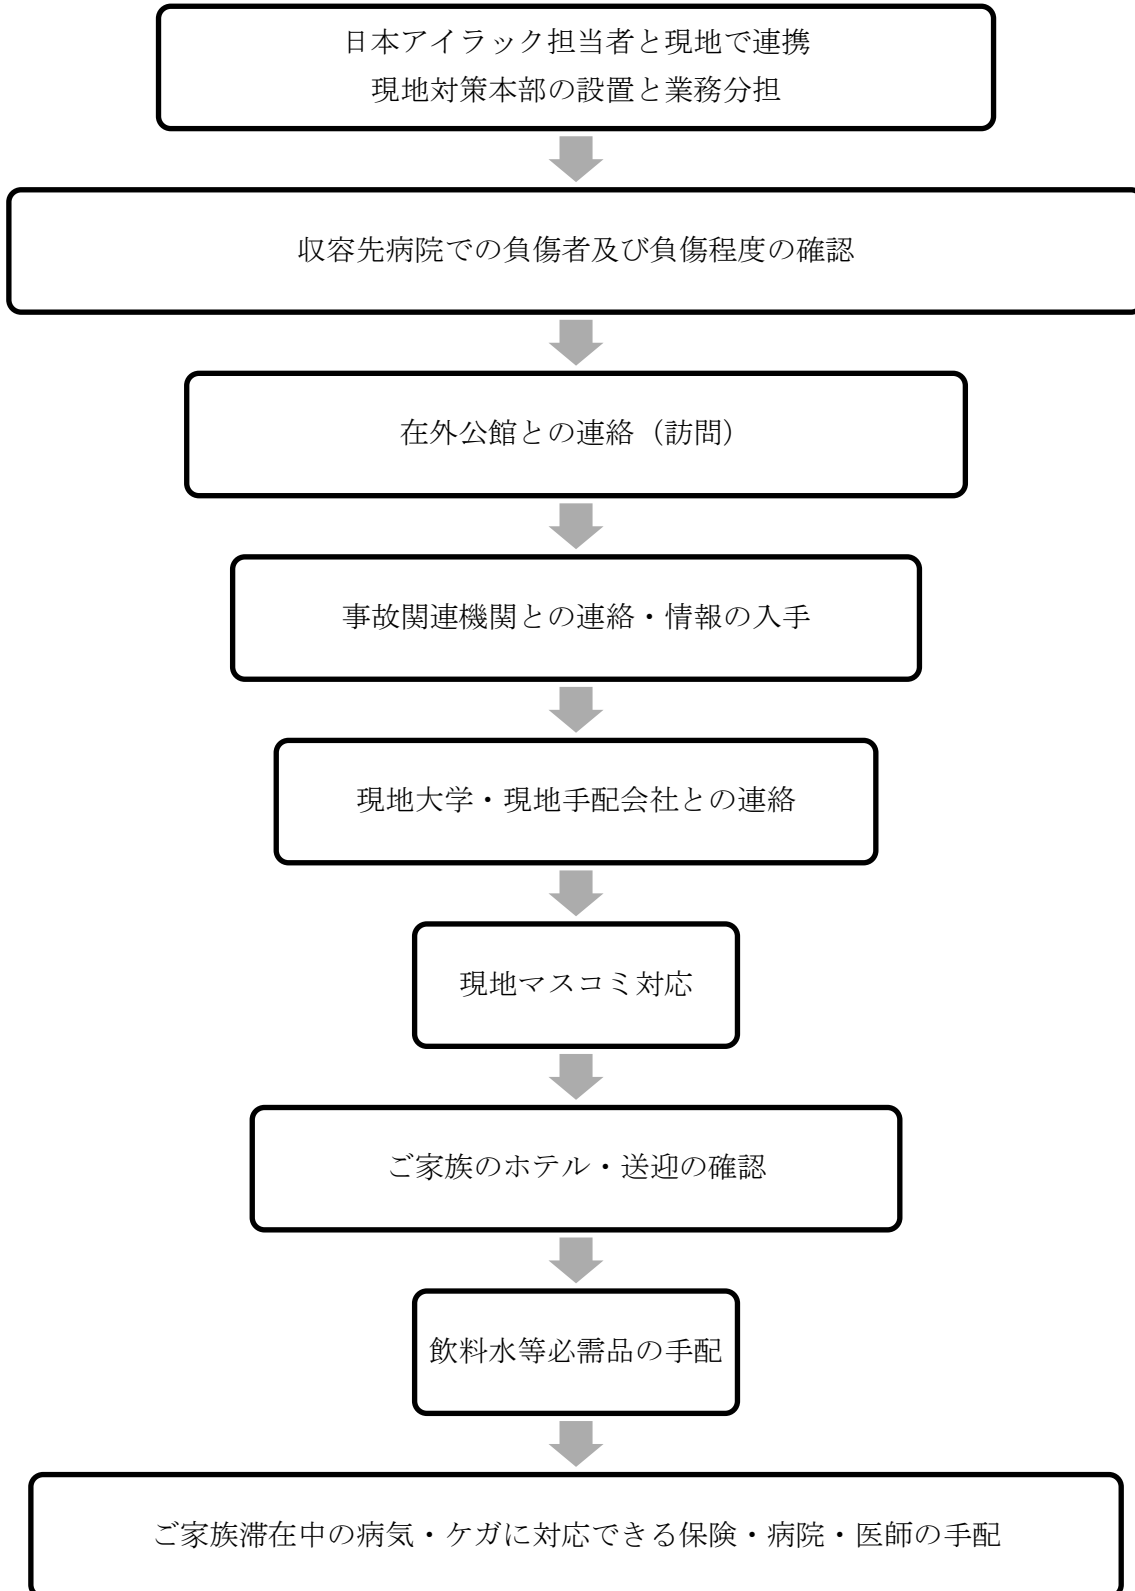 日本アイラック担当者と現地で連携
現地対策本部の設置と業務分担
収容先病院での負傷者及び負傷程度の確認
在外公館との連絡（訪問）
事故関連機関との連絡・情報の入手
現地大学・現地手配会社との連絡
現地マスコミ対応
ご家族のホテル・送迎の確認
飲料水等必需品の手配
ご家族滞在中の病気・ケガに対応できる保険・病院・医師の手配